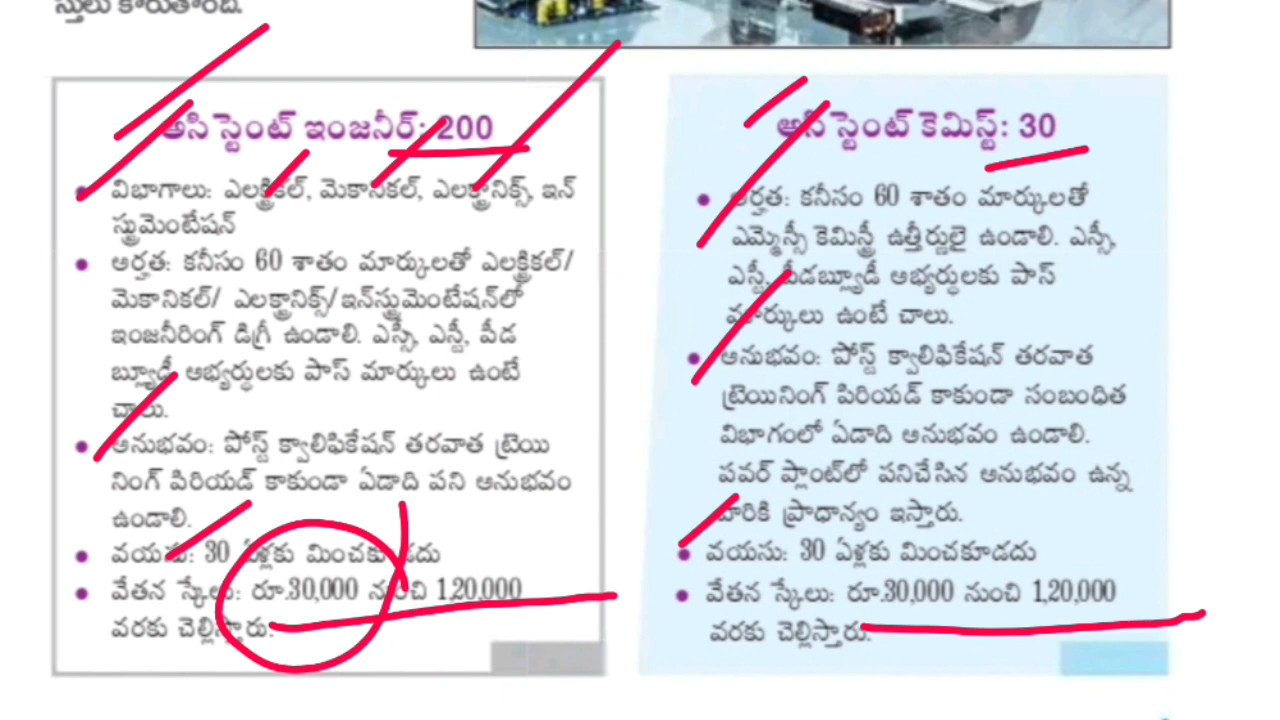 స్తులు కోరుతోంది.
అసిస్టెంట్ ఇంజనీర్: 200
విభాగాలు: ఎలక్ట్రికల్, మెకానికల్, ఎలక్ట్రానిక్స్, ఇన్
స్ట్రుమెంటేషన్
అర్హత: కనీసం 60 శాతం మార్కులతో ఎలక్ట్రికల్/
మెకానికల్/ ఎలక్ట్రానిక్స్/ఇన్‌స్ట్రుమెంటేషన్‌లో
ఇంజనీరింగ్ డిగ్రీ ఉండాలి. ఎస్సీ, ఎస్టీ, పీడ
బ్ల్యూడీ అభ్యర్థులకు పాస్ మార్కులు ఉంటే
చాలు.
అనుభవం: పోస్ట్ క్వాలిఫికేషన్ తరవాత ట్రెయి
నింగ్ పిరియడ్ కాకుండా ఏడాది పని అనుభవం
ఉండాలి.
వయసు: 30 ఏళ్లకు మించకూడదు
వేతన స్కేలు: రూ.30,000 నుంచి 1,20,000
వరకు చెల్లిస్తారు.
అసిస్టెంట్ కెమిస్ట్: 30
అర్హత: కనీసం 60 శాతం మార్కులతో
ఎమ్మెస్సీ కెమిస్ట్రీ ఉత్తీర్ణులై ఉండాలి. ఎస్సీ,
ఎస్టీ, పీడబ్ల్యూడీ అభ్యర్థులకు పాస్
మార్కులు ఉంటే చాలు.
అనుభవం: పోస్ట్ క్వాలిఫికేషన్ తరవాత
ట్రెయినింగ్ పిరియడ్ కాకుండా సంబంధిత
విభాగంలో ఏడాది అనుభవం ఉండాలి.
పవర్ ప్లాంట్‌లో పనిచేసిన అనుభవం ఉన్న
వారికి ప్రాధాన్యం ఇస్తారు.
వయసు: 30 ఏళ్లకు మించకూడదు
వేతన స్కేలు: రూ.30,000 నుంచి 1,20,000
వరకు చెల్లిస్తారు.